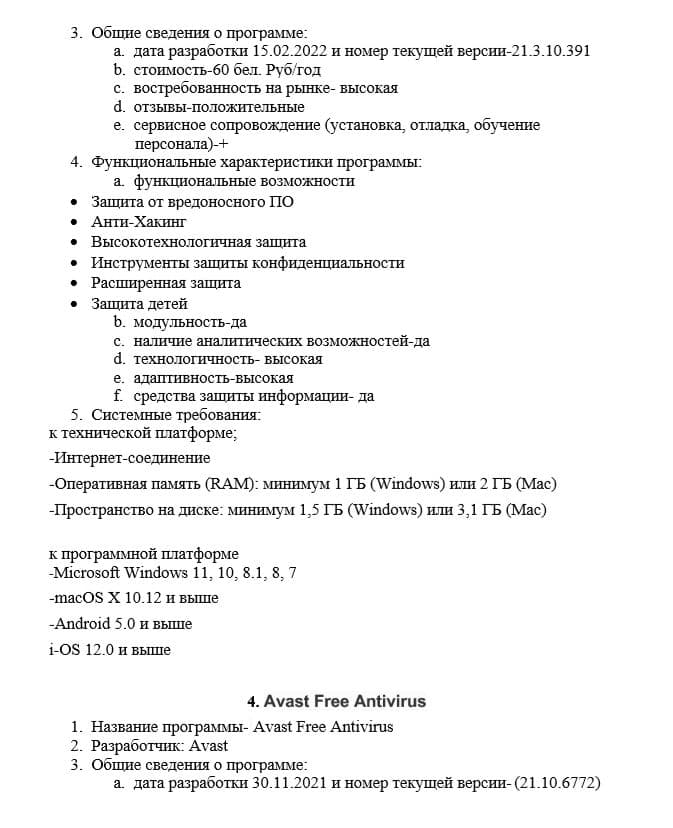 3. Общие сведения о программе:
a. дата разработки 15.02.2022 и номер текущей версии-21.3.10.391
b. стоимость-60 бел. Руб/год
c. востребованность на рынке- высокая
d. отзывы-положительные
e. сервисное сопровождение (установка, отладка, обучение
персонала)-+
4. Функциональные характеристики программы:
a. функциональные возможности
• Защита от вредоносного ПО
• Анти-Хакинг
• Высокотехнологичная защита
• Инструменты защиты конфиденциальности
• Расширенная защита
• Защита детей
b. модульность-да
c. наличие аналитических возможностей-да
d. технологичность- высокая
e. адаптивность-высокая
f. средства защиты информации- да
5. Системные требования:
к технической платформе;
-Интернет-соединение
-Оперативная память (RAM): минимум 1 ГБ (Windows) или 2 ГБ (Mac)
-Пространство на диске: минимум 1,5 ГБ (Windows) или 3,1 ГБ (Mac)
к программной платформе
-Microsoft Windows 11, 10, 8.1, 8, 7
-macOS X 10.12 и выше
-Android 5.0 и выше
i-OS 12.0 и выше
4. Avast Free Antivirus
1. Название программы- Avast Free Antivirus
2. Разработчик: Avast
3. Общие сведения о программе:
a. дата разработки 30.11.2021 и номер текущей версии- (21.10.6772)